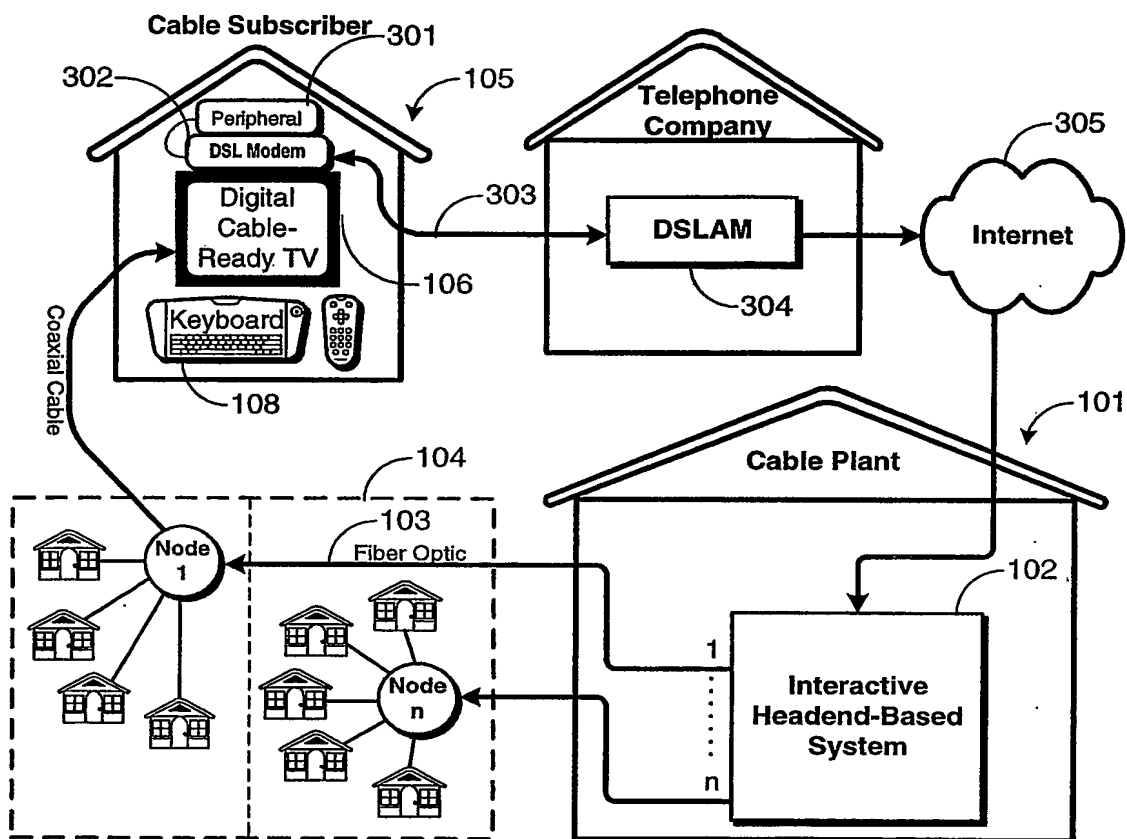 Cable Subscriber
301
302
105
Peripheral
DSL Modem
Digital
Cable-
Ready TV
106
303
Keyboard
108
Coaxial Cable
Telephone
Company
DSLAM
304
305
Internet
101
Cable Plant
104
103
Fiber Optic
Node
1
Node
n
102
1
n
Interactive
Headend-Based
System